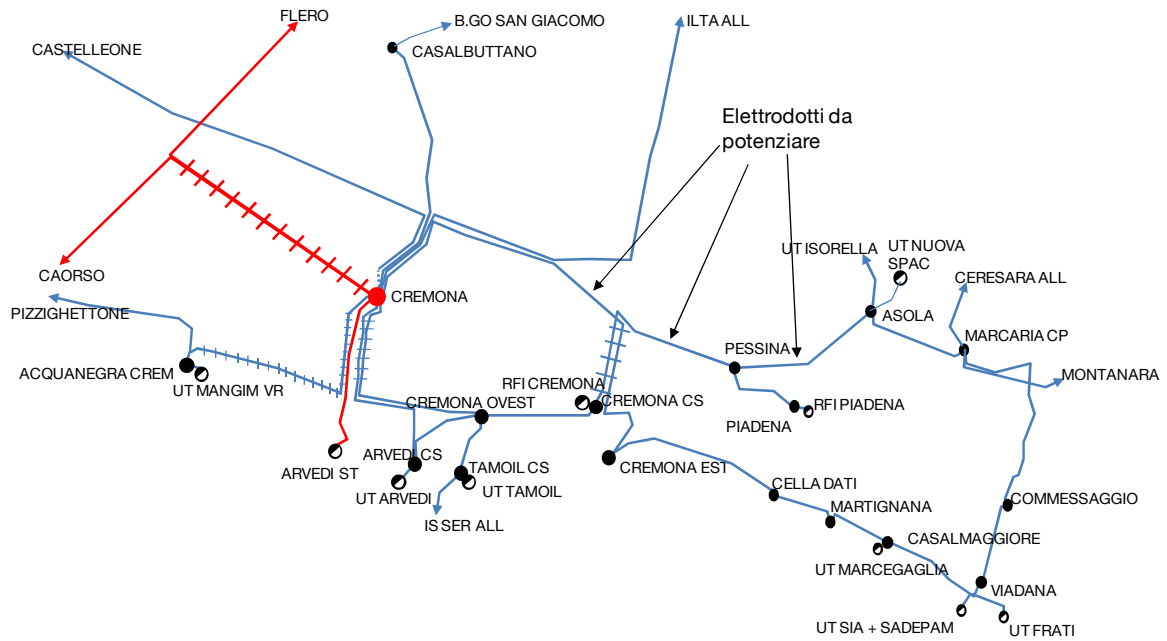 FLERO
B.GO SAN GIACOMO
ILTA ALL
CASTELLEONE
CASALBUTTANO
Elettrodotti da
potenziare
UT ISORELLA
UT NUOVA
SPAC
CAORSO
CERESARA ALL
CREMONA
PIZZIGHETTONE
ASOLA
MARCARIA CP
PESSINA
ACQUANEGRA CREM
MONTANARA
UT MANGIM VR
RFI CREMONA
CREMONA OVEST
CREMONA CS
RFI PIADENA
PIADENA
ARVEDI ST
ARVEDI CS
TAMOIL CS
CREMONA EST
UT ARVEDI
UT TAMOIL
CELLA DATI
COMMESSAGGIO
MARTIGNANA
IS SER ALL
CASALMAGGIORE
UT MARCEGAGLIA
VIADANA
UT SIA + SADEPAM
UT FRATI